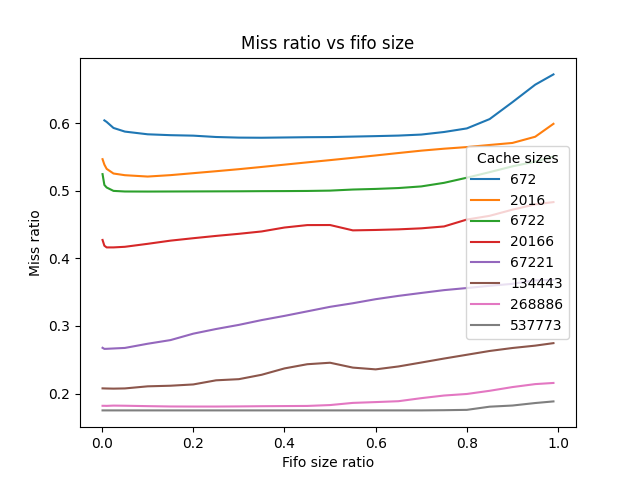 Miss ratio vs fifo size
Miss ratio
0.6
0.5
0.4
0.3
0.2
Cache sizes
672
2016
6722
20166
67221
134443
268886
537773
0.0 0.2 0.4 0.6 0.8 1.0
Fifo size ratio